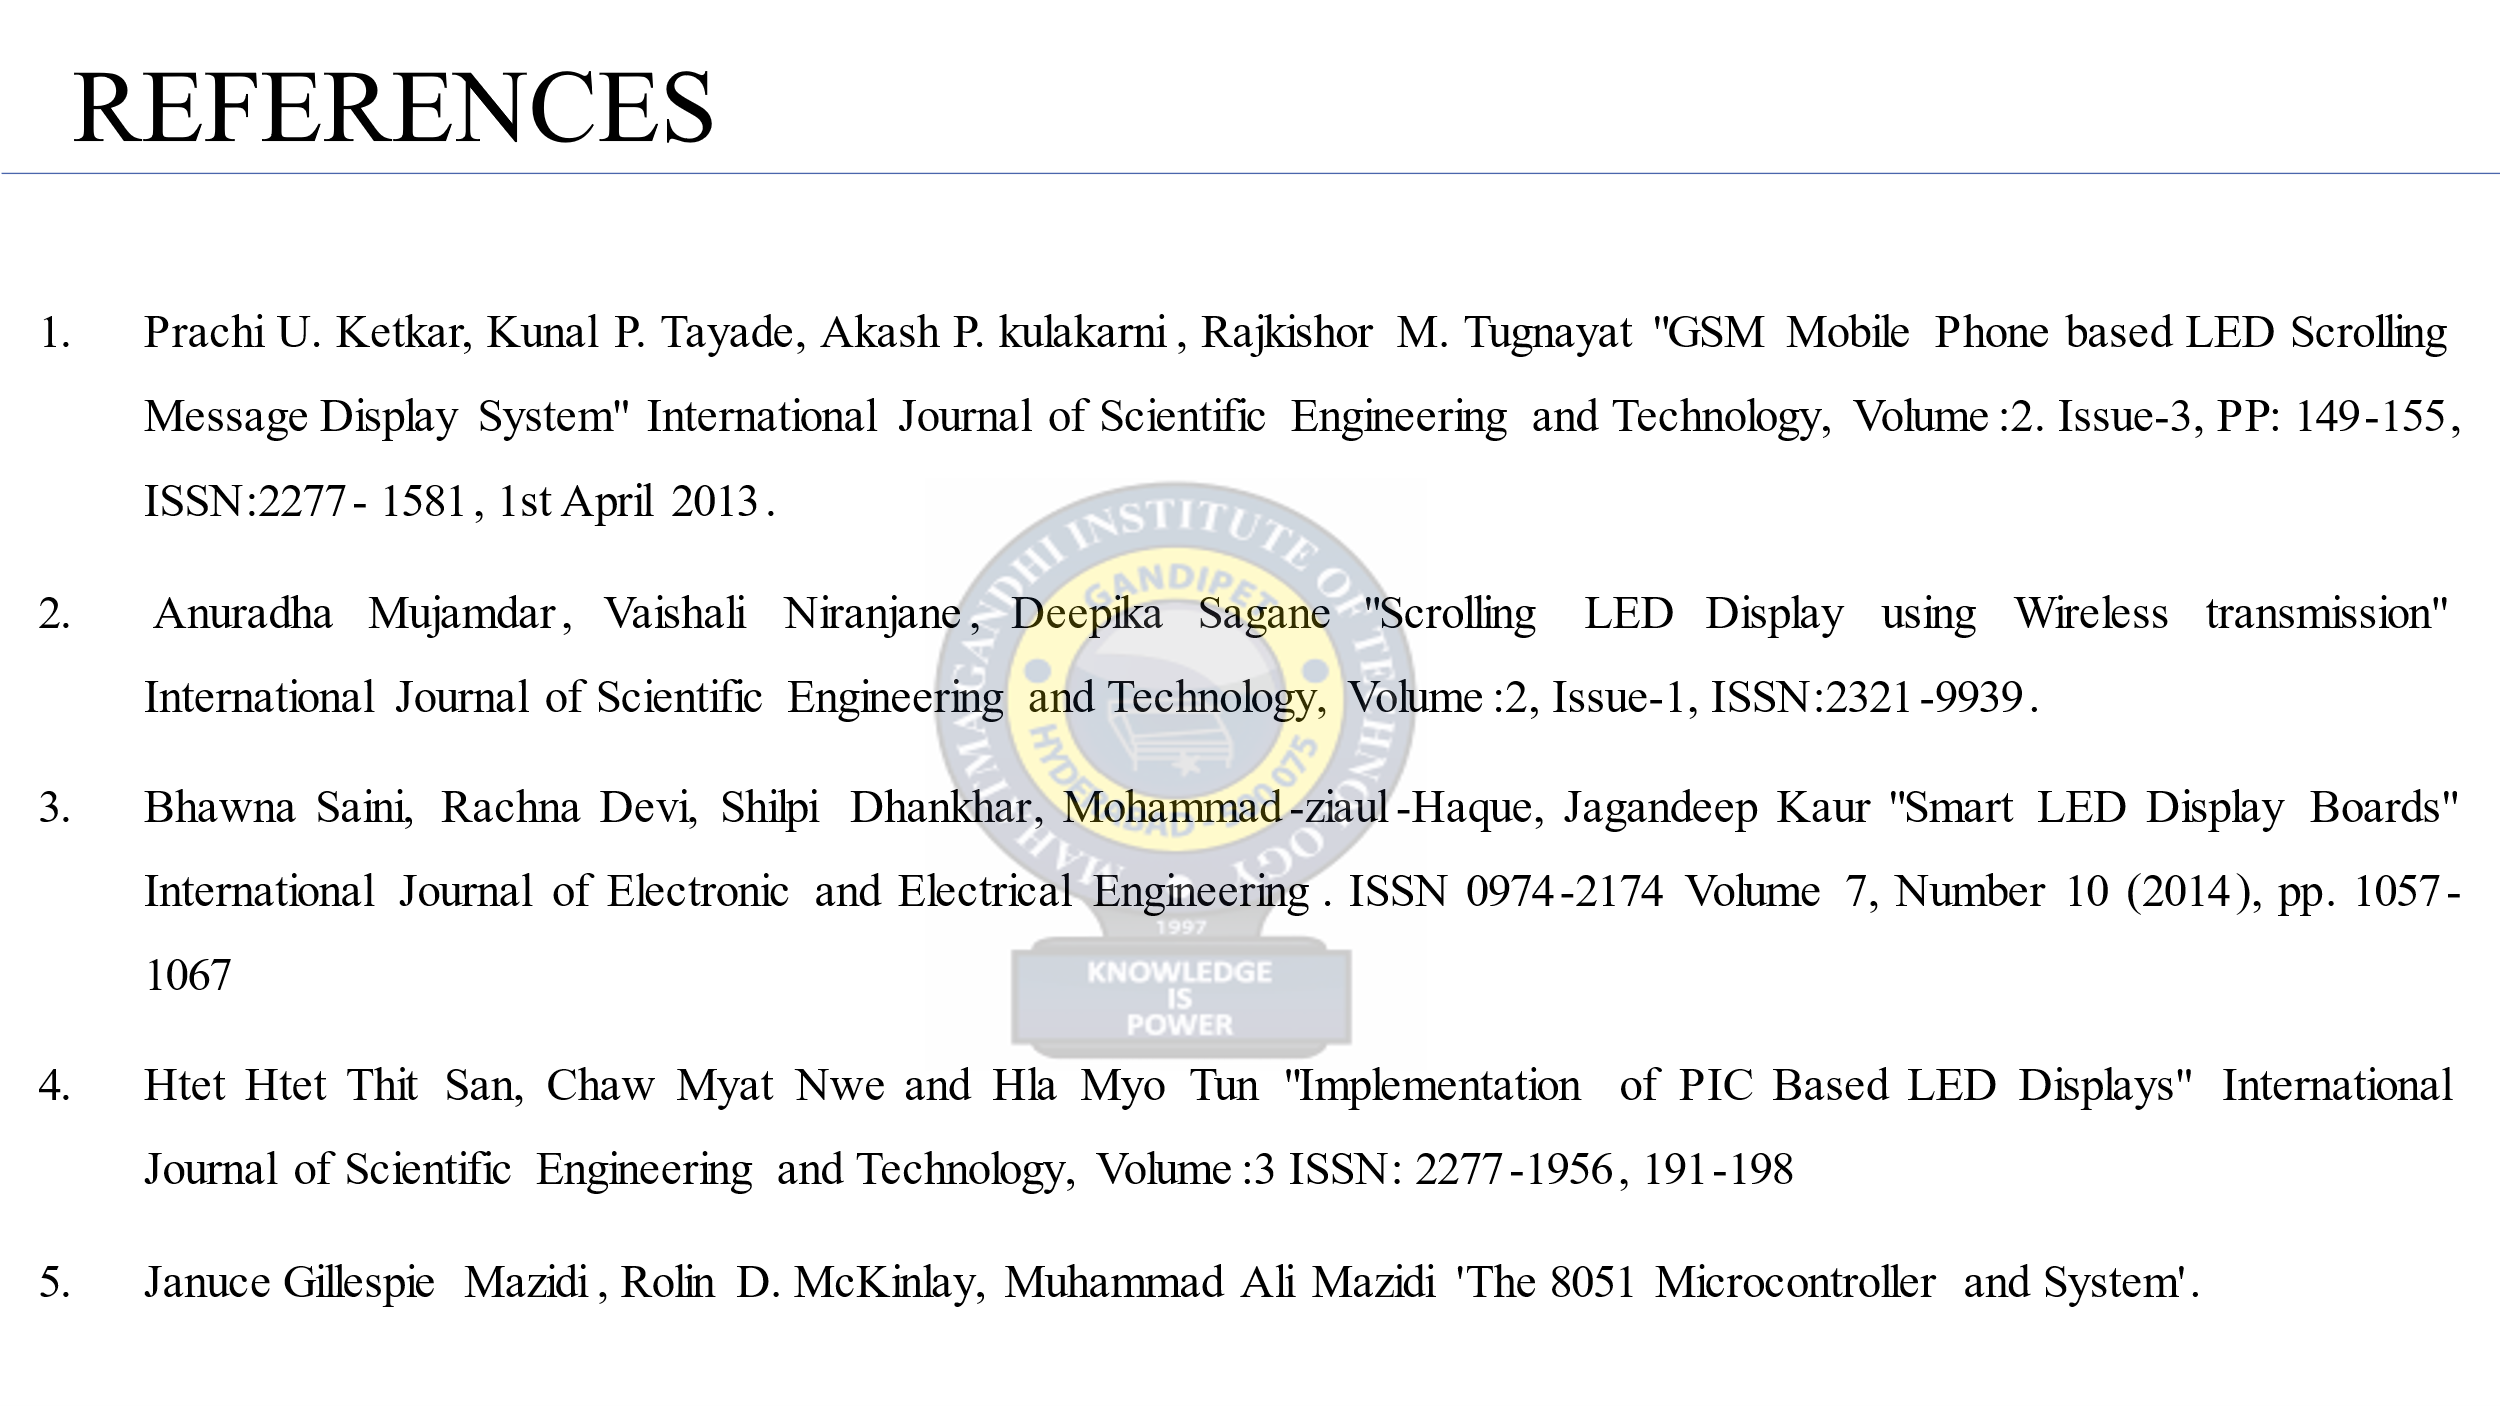 REFERENCES
1. Prachi U. Ketkar, Kunal P. Tayade, Akash P. kulakarni, Rajkishor M. Tugnayat "GSM Mobile Phone based LED Scrolling
Message Display System" International Journal of Scientific Engineering and Technology, Volume:2. Issue-3, PP: 149-155,
ISSN:2277- 1581, 1st April 2013.
2. Anuradha Mujamdar, Vaishali Niranjane, Deepika Sagane "Scrolling LED Display using Wireless transmission"
International Journal of Scientific Engineering and Technology, Volume:2, Issue-1, ISSN:2321-9939.
3. Bhawna Saini, Rachna Devi, Shilpi Dhankhar, Mohammad-ziaul-Haque, Jagandeep Kaur "Smart LED Display Boards"
International Journal of Electronic and Electrical Engineering. ISSN 0974-2174 Volume 7, Number 10 (2014), pp. 1057-
1067
4. Htet Htet Thit San, Chaw Myat Nwe and Hla Myo Tun "Implementation of PIC Based LED Displays" International
Journal of Scientific Engineering and Technology, Volume:3 ISSN: 2277-1956, 191-198
5. Januce Gillespie Mazidi, Rolin D. McKinlay, Muhammad Ali Mazidi 'The 8051 Microcontroller and System'.
MAHATMA GANDHI INSTITUTE OF TECHNOLOGY
GANDIPET
HYDERABAD - 500 075
1997
KNOWLEDGE
IS
POWER